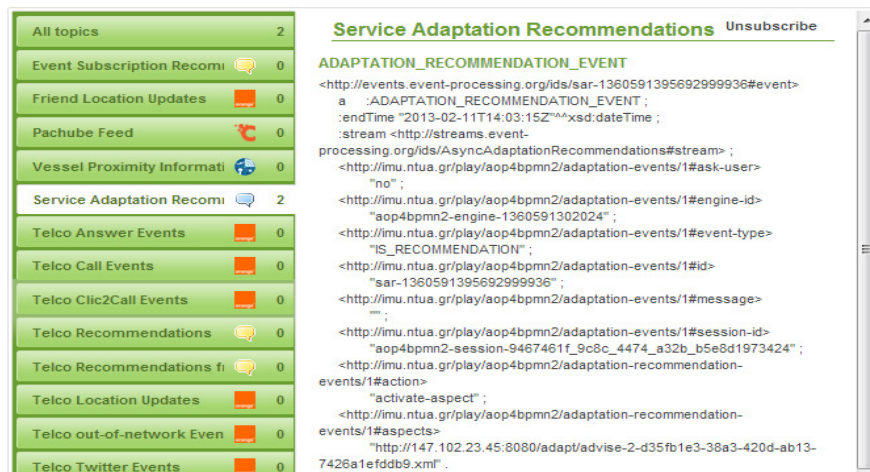 All topics 2
Event Subscription Recomı 0
Friend Location Updates 0
Pachube Feed 0
Vessel Proximity Informati 0
Service Adaptation Recomı 2
Telco Answer Events 0
Telco Call Events 0
Telco Clic2Call Events 0
Telco Recommendations 0
Telco Recommendations fı 0
Telco Location Updates 0
Telco out-of-network Even 0
Telco Twitter Events 0
Service Adaptation Recommendations Unsubscribe
ADAPTATION_RECOMMENDATION_EVENT
<http://events.event-processing.org/ids/sar-1360591395692999936#event>
a :ADAPTATION_RECOMMENDATION_EVENT ;
:endTime "2013-02-11T14:03:15Z"^^xsd:dateTime ;
:stream <http://streams.event-
processing.org/ids/AsyncAdaptationRecommendations#stream> ;
<http://imu.ntua.gr/play/aop4bpmn2/adaptation-events/1#ask-user>
"no" ;
<http://imu.ntua.gr/play/aop4bpmn2/adaptation-events/1#engine-id>
"aop4bpmn2-engine-1360591302024" ;
<http://imu.ntua.gr/play/aop4bpmn2/adaptation-events/1#event-type>
"IS_RECOMMENDATION" ;
<http://imu.ntua.gr/play/aop4bpmn2/adaptation-events/1#id>
"sar-1360591395692999936" ;
<http://imu.ntua.gr/play/aop4bpmn2/adaptation-events/1#message>
"" ;
<http://imu.ntua.gr/play/aop4bpmn2/adaptation-events/1#session-id>
"aop4bpmn2-session-9467461f_9c8c_4474_a32b_b5e8d1973424" ;
<http://imu.ntua.gr/play/aop4bpmn2/adaptation-recommendation-
events/1#action>
"activate-aspect" ;
<http://imu.ntua.gr/play/aop4bpmn2/adaptation-recommendation-
events/1#aspects>
"http://147.102.23.45:8080/adapt/advise-2-d35fb1e3-38a3-420d-ab13-
7426a1efddb9.xml" .